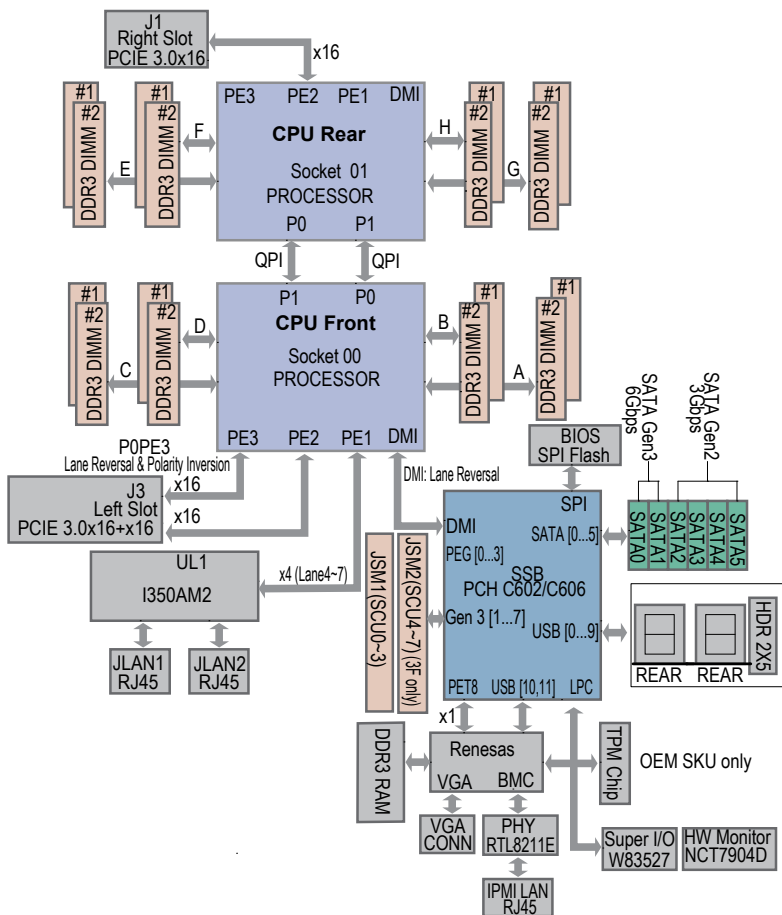 J1
Right Slot
PCIE 3.0x16
x16
PE3 PE2 PE1 DMI
CPU Rear
Socket 01
PROCESSOR
P0 P1
#1
#2
DDR3 DIMM
#1
#2
DDR3 DIMM
E
F
#1
#2
DDR3 DIMM
#1
#2
DDR3 DIMM
H
G
QPI
QPI
P1 P0
CPU Front
Socket 00
PROCESSOR
PE3 PE2 PE1 DMI
#1
#2
DDR3 DIMM
#1
#2
DDR3 DIMM
C
D
#1
#2
DDR3 DIMM
#1
#2
DDR3 DIMM
B
A
P0PE3
Lane Reversal & Polarity Inversion
J3
Left Slot
PCIE 3.0x16+x16
x16
x16
UL1
I350AM2
x4 (Lane4~7)
JLAN1
RJ45
JLAN2
RJ45
DMI: Lane Reversal
BIOS
SPI Flash
SPI
DMI
SATA [0...5]
PEG [0...3]
SSB
PCH C602/C606
Gen 3 [1...7]
USB [0...9]
PET8 USB [10,11] LPC
JSM1(SCU0~3)
JSM2(SCU4~7)(3F only)
SATA Gen3
6Gbps
SATA Gen2
3Gbps
SATA0
SATA1
SATA2
SATA3
SATA4
SATA5
REAR
REAR
HDR 2X5
x1
DDR3 RAM
Renesas
VGA BMC
TPM Chip
OEM SKU only
VGA
CONN
PHY
RTL8211E
IPMI LAN
RJ45
Super I/O
W83527
HW Monitor
NCT7904D